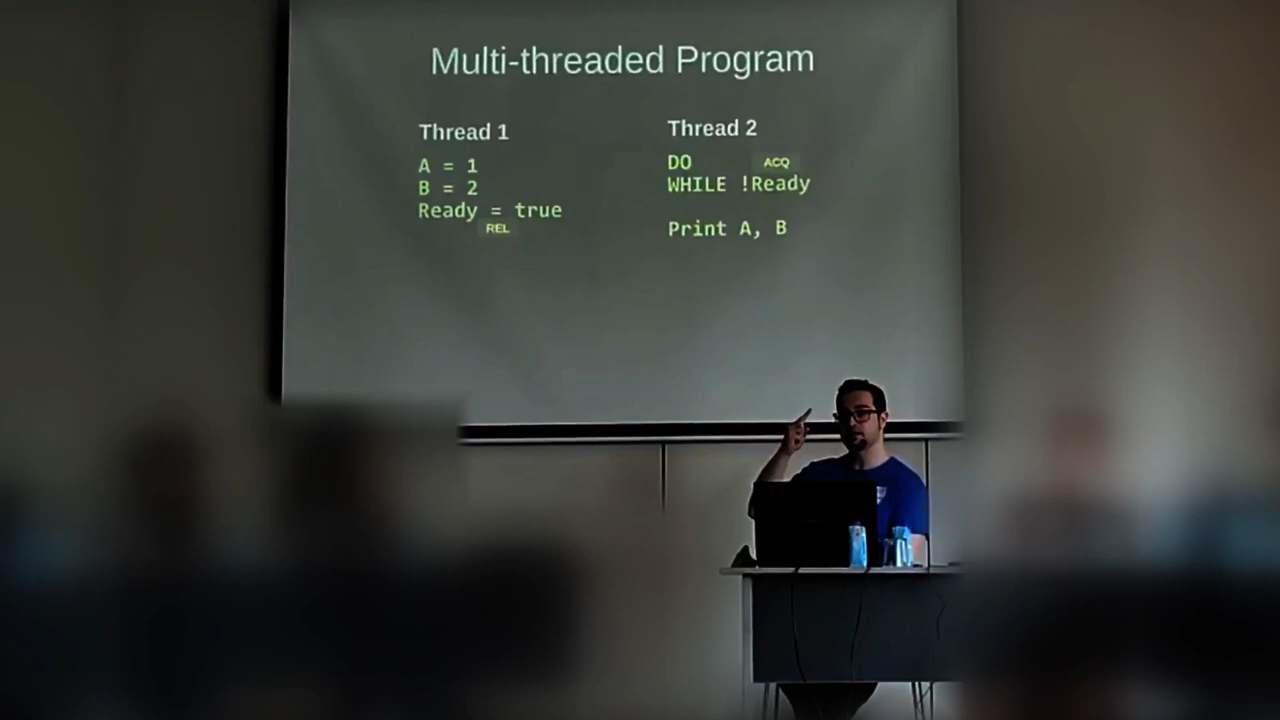 Multi-threaded Program
Thread 1
A = 1
B = 2
Ready = true
REL
Thread 2
DO
ACQ
WHILE !Ready
Print A, B